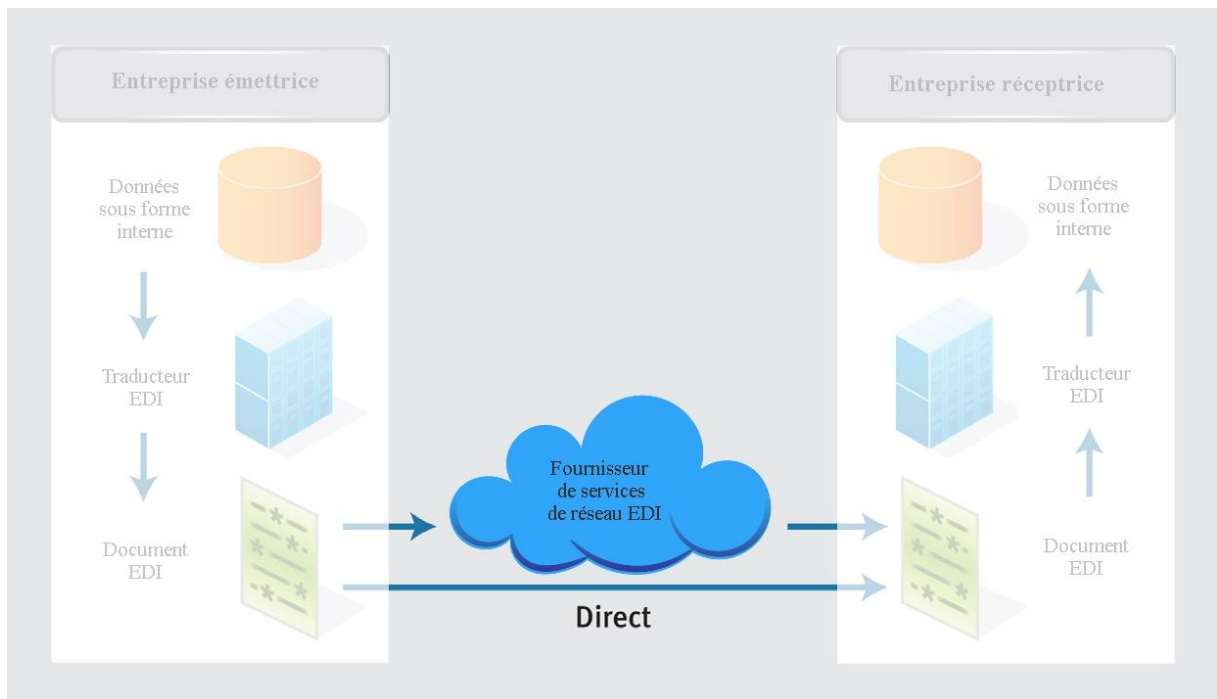 Entreprise émettrice
Données
sous forme
interne
Traducteur
EDI
Document
EDI
Fournisseur
de services
de réseau EDI
Direct
Entreprise réceptrice
Données
sous forme
interne
Traducteur
EDI
Document
EDI